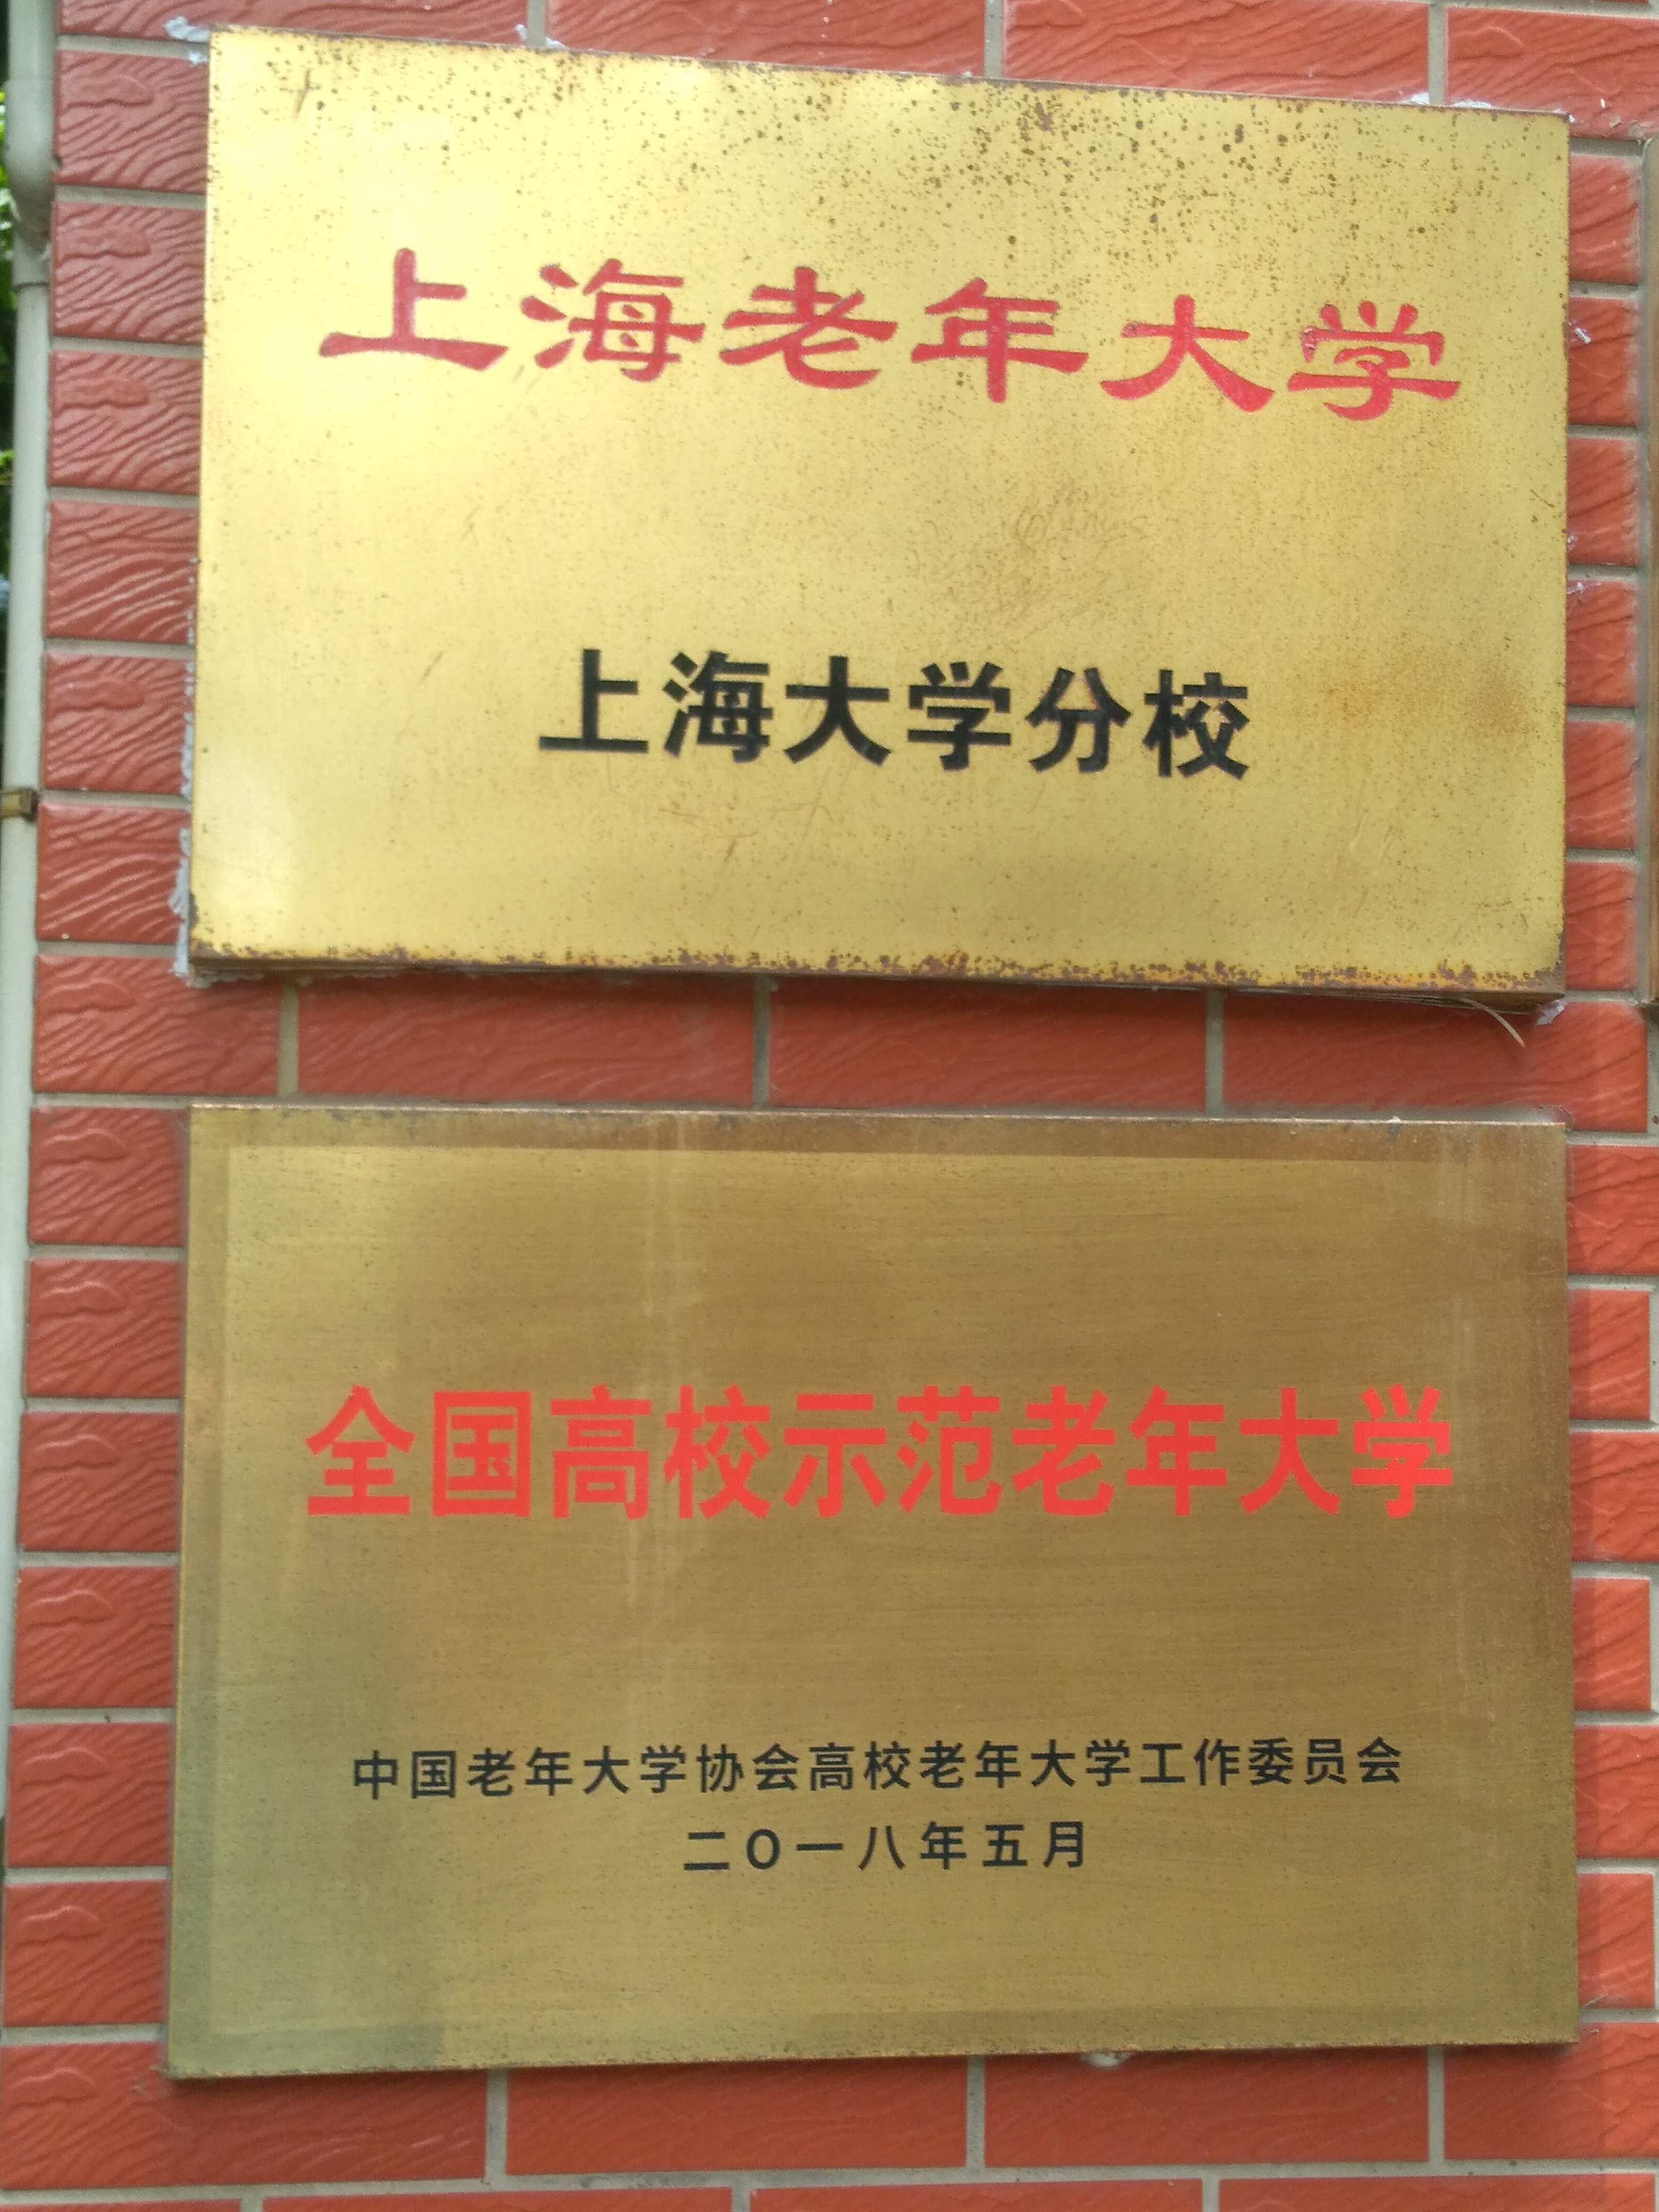 上海老年大学
上海大学分校
全国高校示范老年大学
中国老年大学协会高校老年大学工作委员会
二〇一八年五月